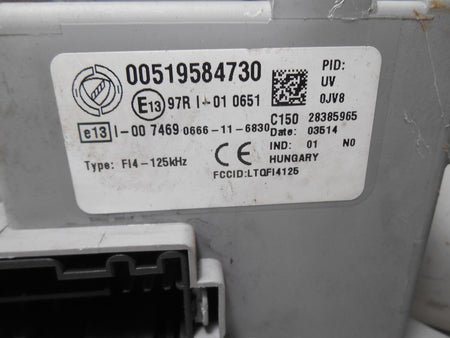 00519584730
PID:
UV
0JV8
E13 97R I-01 0651
e13 I-00 7469 0666-11-6830
C150 28385965
Date: 03514
IND: 01 N0
Type: FI4-125kHz
CE
HUNGARY
FCCID:LTQFI4125